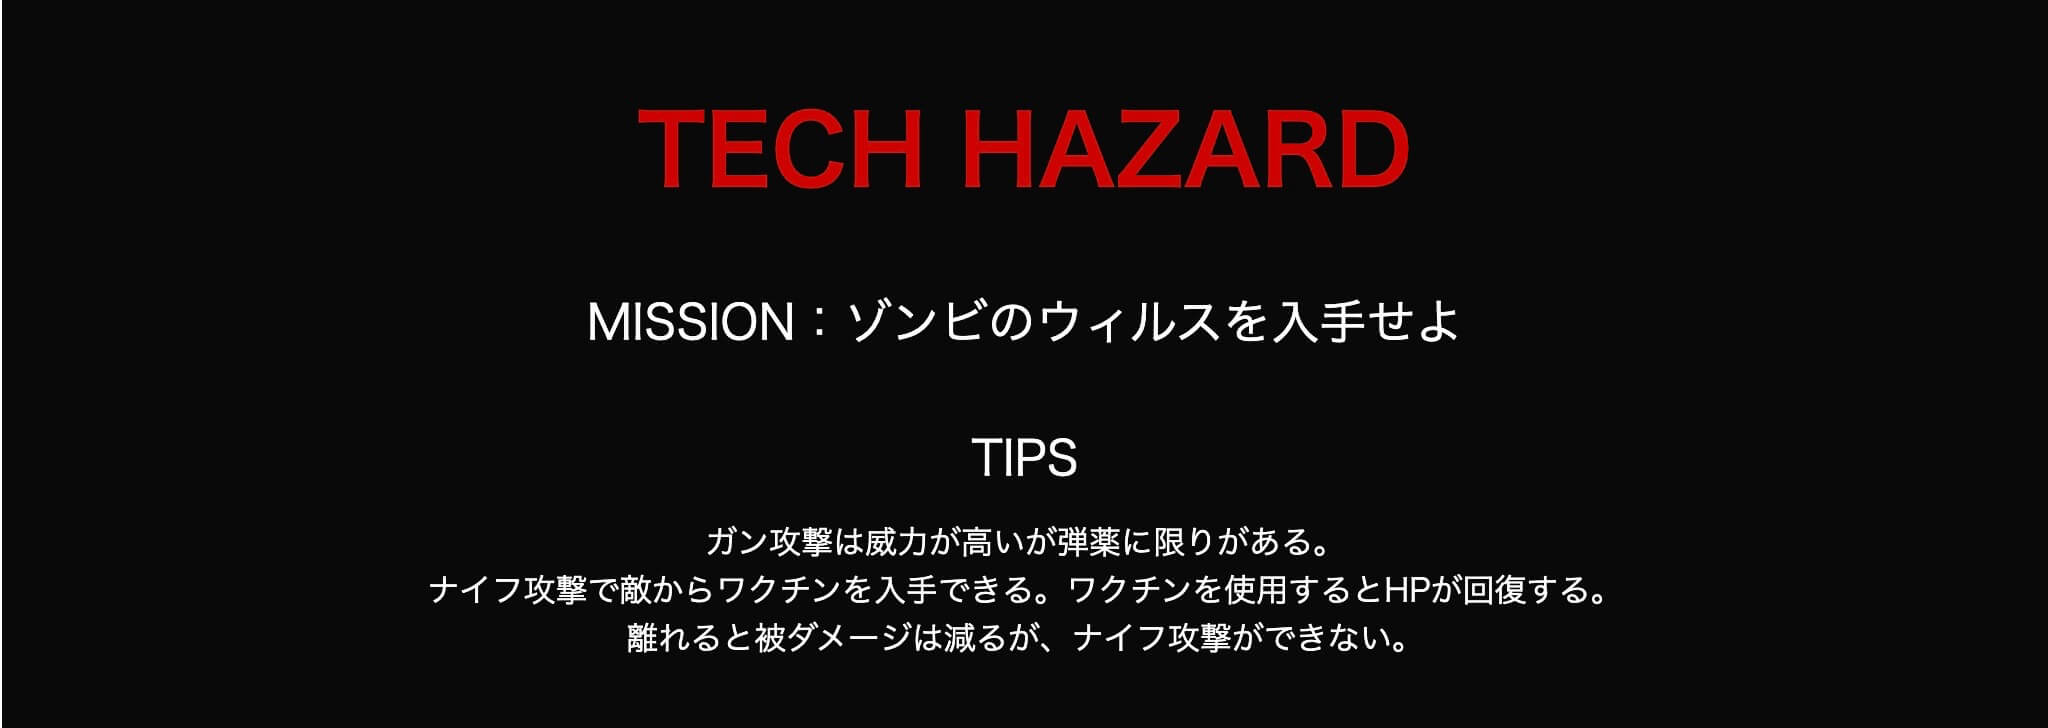 TECH HAZARD
MISSION：ゾンビのウィルスを入手せよ
TIPS
ガン攻撃は威力が高いが弾薬に限りがある。
ナイフ攻撃で敵からワクチンを入手できる。ワクチンを使用するとHPが回復する。
離れると被ダメージは減るが、ナイフ攻撃ができない。